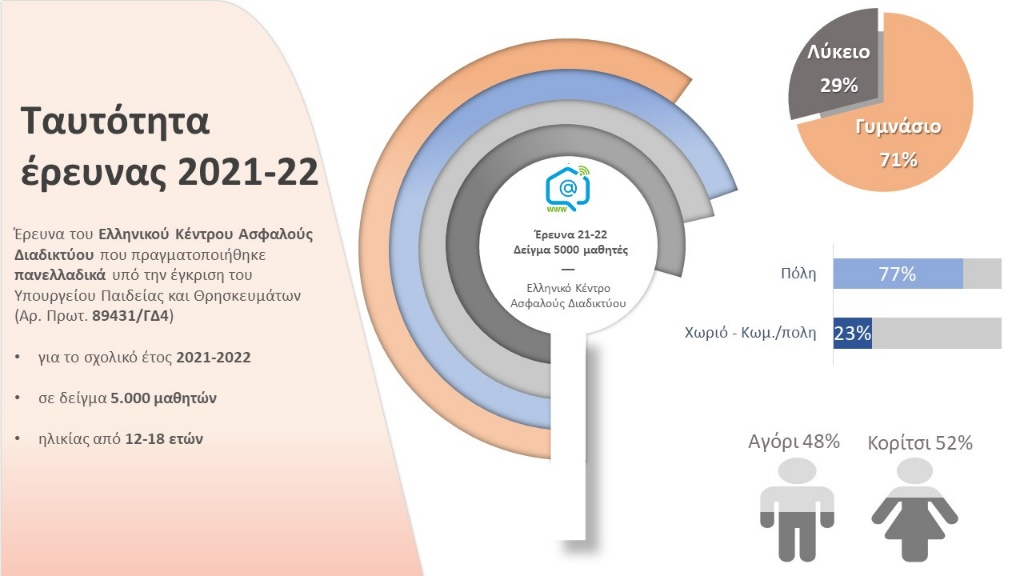 Ταυτότητα
έρευνας 2021-22
Έρευνα του Ελληνικού Κέντρου Ασφαλούς
Διαδικτύου που πραγματοποιήθηκε
πανελλαδικά υπό την έγκριση του
Υπουργείου Παιδείας και Θρησκευμάτων
(Αρ. Πρωτ. 89431/ΓΔ4)
• για το σχολικό έτος 2021-2022
• σε δείγμα 5.000 μαθητών
• ηλικίας από 12-18 ετών
@
www
Έρευνα 21-22
Δείγμα 5000 μαθητές
—
Ελληνικό Κέντρο
Ασφαλούς Διαδικτύου
Λύκειο
29%
Γυμνάσιο
71%
Πόλη 77%
Χωριό - Κωμ./πολη 23%
Αγόρι 48% Κορίτσι 52%